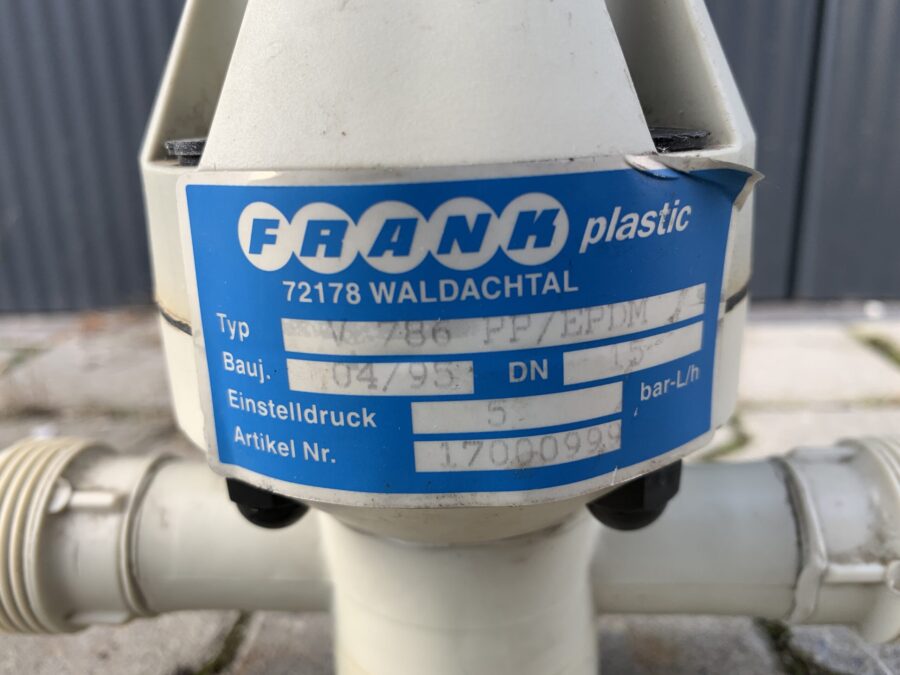 FRANK plastic
72178 WALDACHTAL
Typ V 786 PP/EPDM
Bauj. 04/95 DN 15
Einstelldruck 5 bar-L/h
Artikel Nr. 17000999